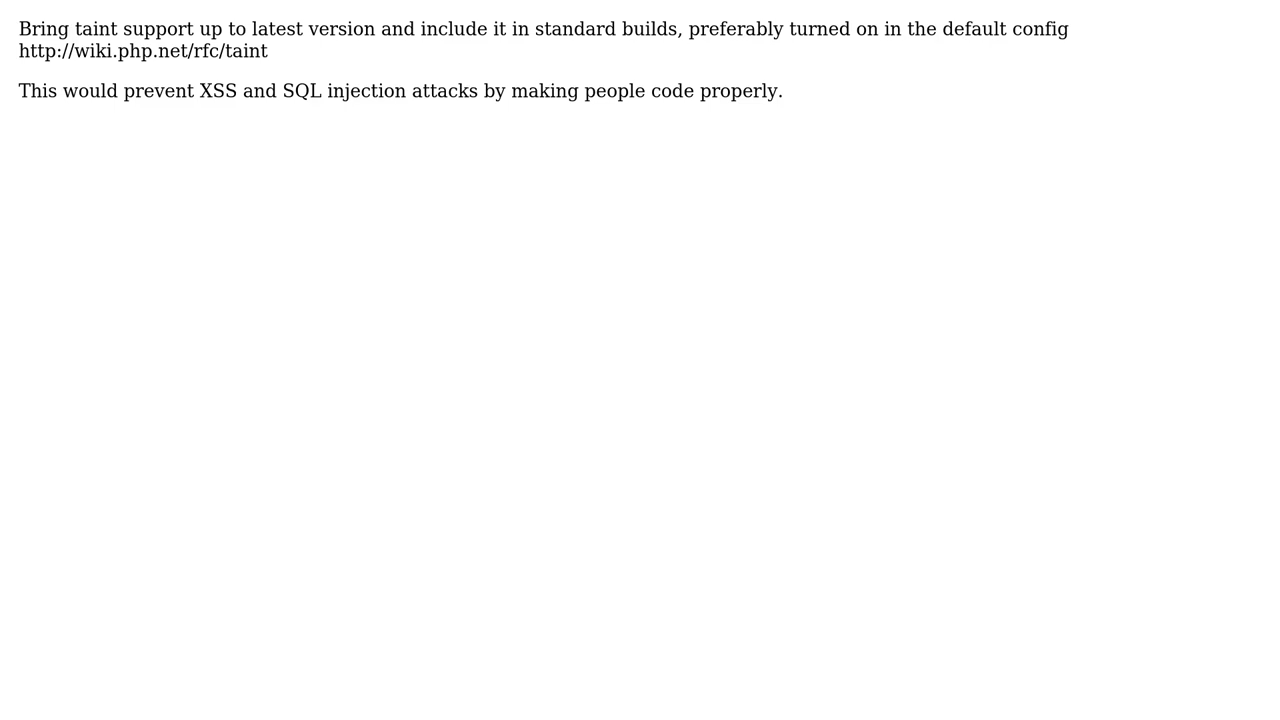 Bring taint support up to latest version and include it in standard builds, preferably turned on in the default config
http://wiki.php.net/rfc/taint
This would prevent XSS and SQL injection attacks by making people code properly.